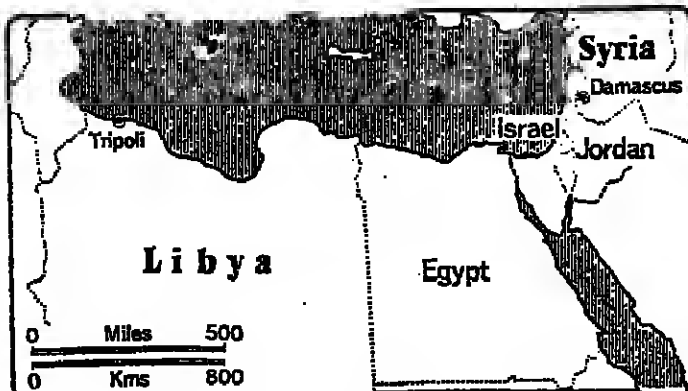 Syria
Damascus
Israel
Tripoli
Jordan
Libya
Egypt
0 Miles 500
0 Kms 800